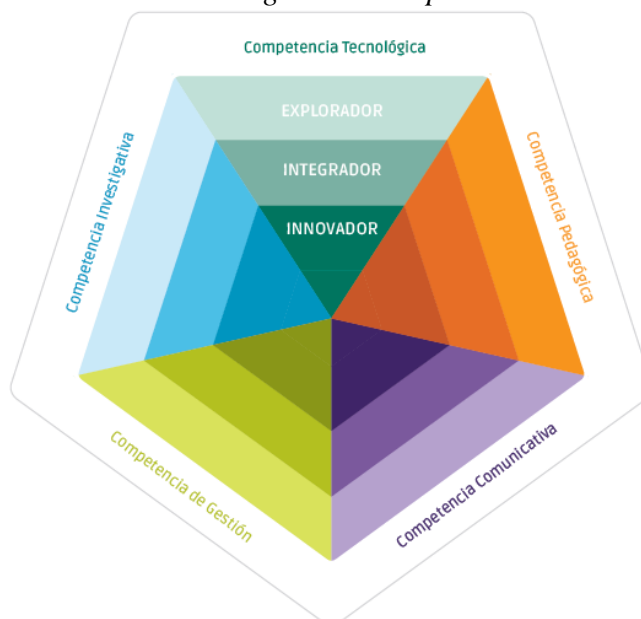 Competencia Tecnológica
EXPLORADOR
INTEGRADOR
INNOVADOR
Competencia Investigativa
Competencia Pedagógica
Competencia de Gestión
Competencia Comunicativa